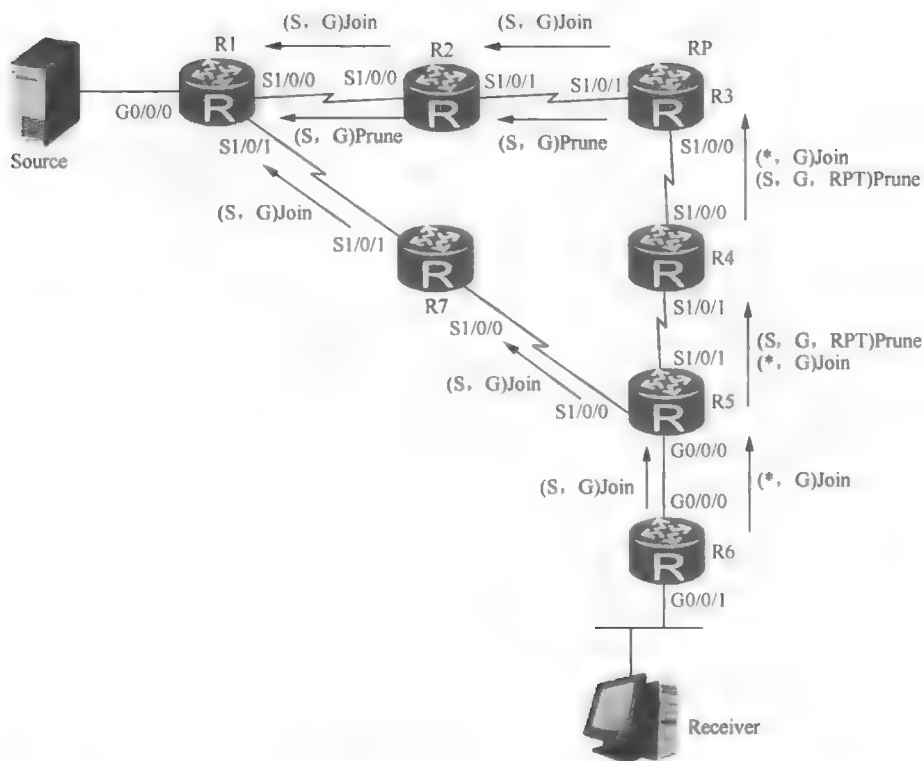 (S，G)Join
(S，G)Join
R1
R2
RP
S1/0/0
S1/0/0
S1/0/1
S1/0/1
R3
R
R
R
G0/0/0
S1/0/1
(S，G)Prune
(S，G)Prune
S1/0/0
Source
(*，G)Join
(S，G，RPT)Prune
(S，G)Join
S1/0/0
S1/0/1
R
R
R4
R7
S1/0/1
S1/0/0
(S，G，RPT)Prune
S1/0/1
(*，G)Join
(S，G)Join
R5
S1/0/0
R
G0/0/0
(S，G)Join
(*，G)Join
G0/0/0
R6
R
G0/0/1
Receiver